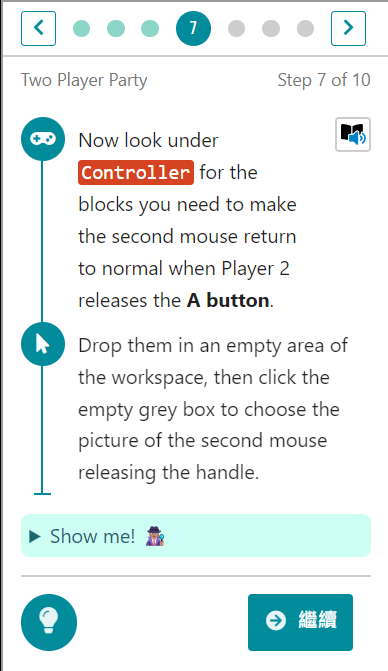 7
Two Player Party
Step 7 of 10
Now look under
Controller for the
blocks you need to make
the second mouse return
to normal when Player 2
releases the A button.
Drop them in an empty area of
the workspace, then click the
empty grey box to choose the
picture of the second mouse
releasing the handle.
Show me!
繼續